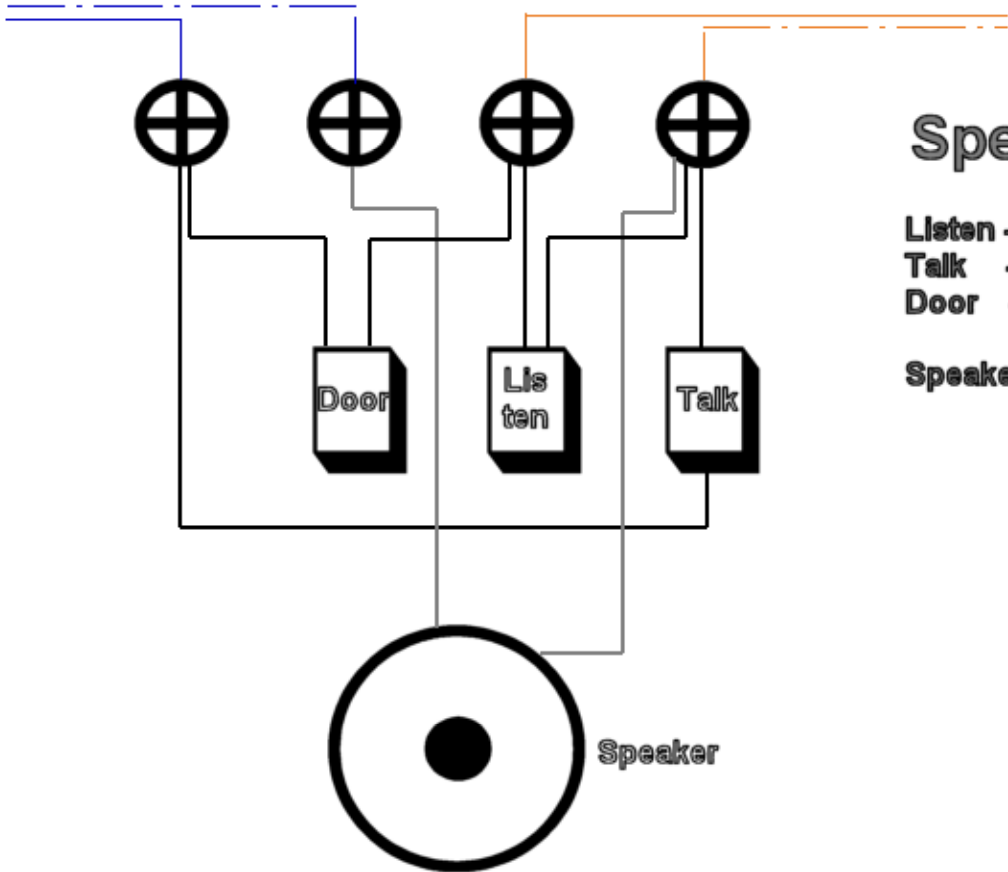 Spe
Listen -
Talk -
Door -
Speake
Door
Lis
ten
Talk
Speaker